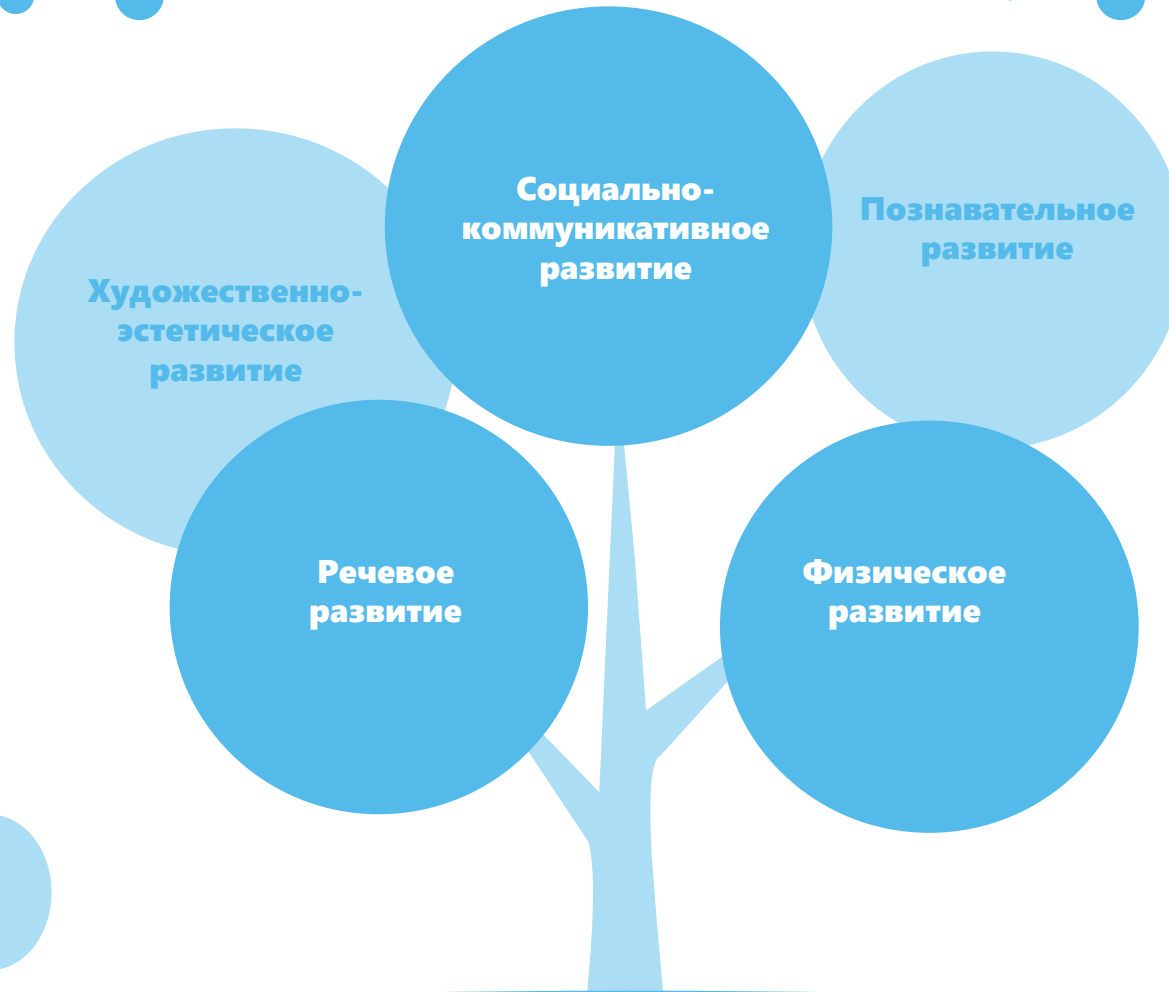 Социально-
коммуникативное
развитие
Познавательное
развитие
Художественно-
эстетическое
развитие
Речевое
развитие
Физическое
развитие